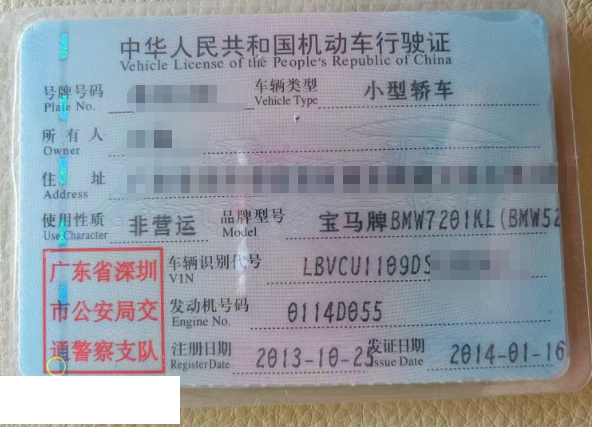 中华人民共和国机动车行驶证
Vehicle License of the People's Republic of China
号牌号码 车辆类型 小型轿车
Plate No. Vehicle Type
所有人
Owner
住址
Address
使用性质 非营运 品牌型号 宝马牌BMW7201KL(BMW52
Use Character Model
广东省深圳
市公安局交
通警察支队
车辆识别代号 LBVCU1109DS
VIN
发动机号码 0114D055
Engine No.
注册日期 2013-10-25 发证日期 2014-01-16
Register Date Issue Date